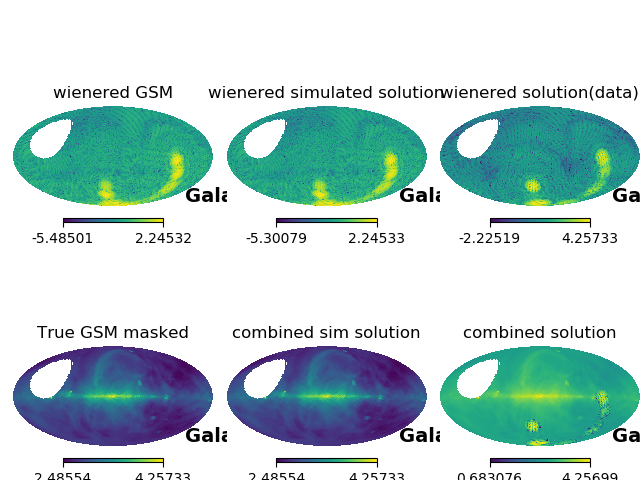 wienered GSM
wienered simulated solution
wienered solution(data)
Gala
Gala
Ga
-5.48501 2.24532
-5.30079 2.24533
-2.22519 4.25733
True GSM masked
combined sim solution
combined solution
Gala
Gala
Ga
2.48554 4.25733
2.48554 4.25733
0.683076 4.25699